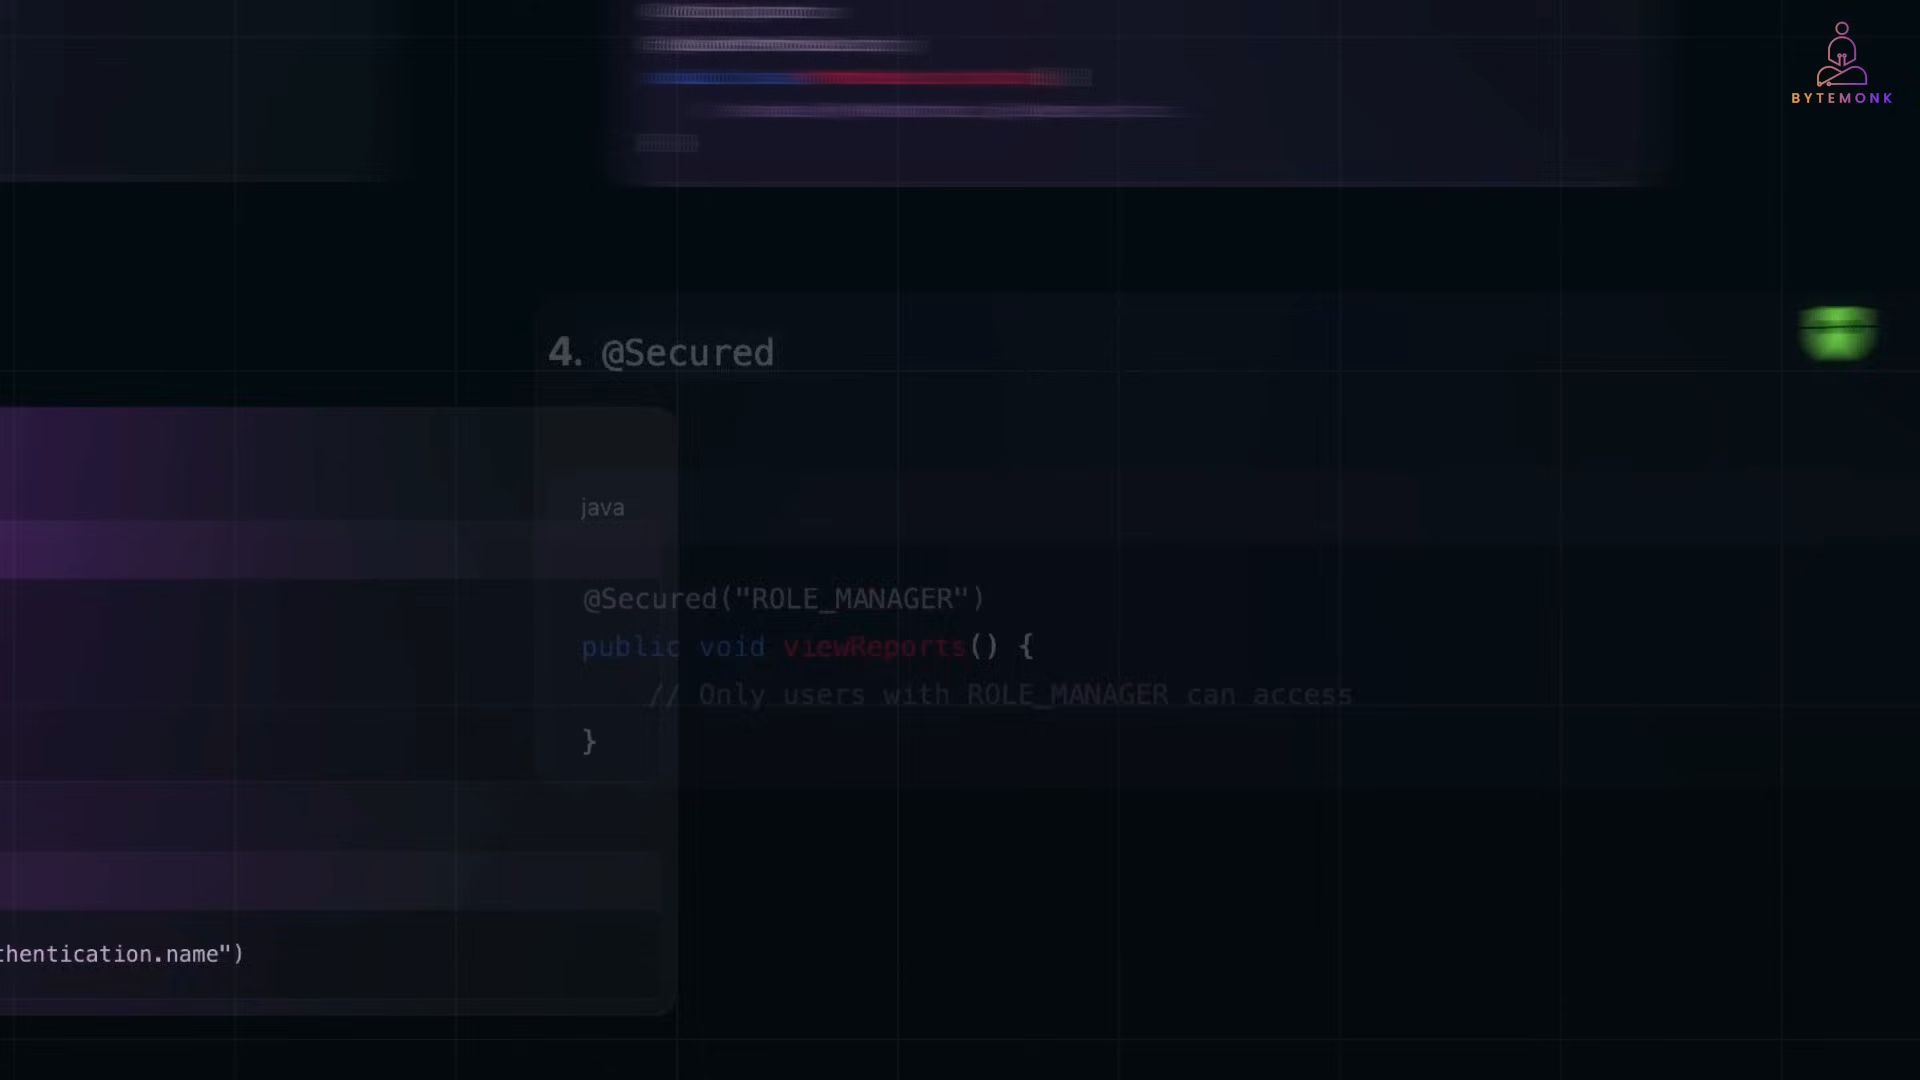 BYTEMONK
4. @Secured
java
@Secured("ROLE_MANAGER")
public void viewReports() {
// Only users with ROLE_MANAGER can access
}
thentication.name")